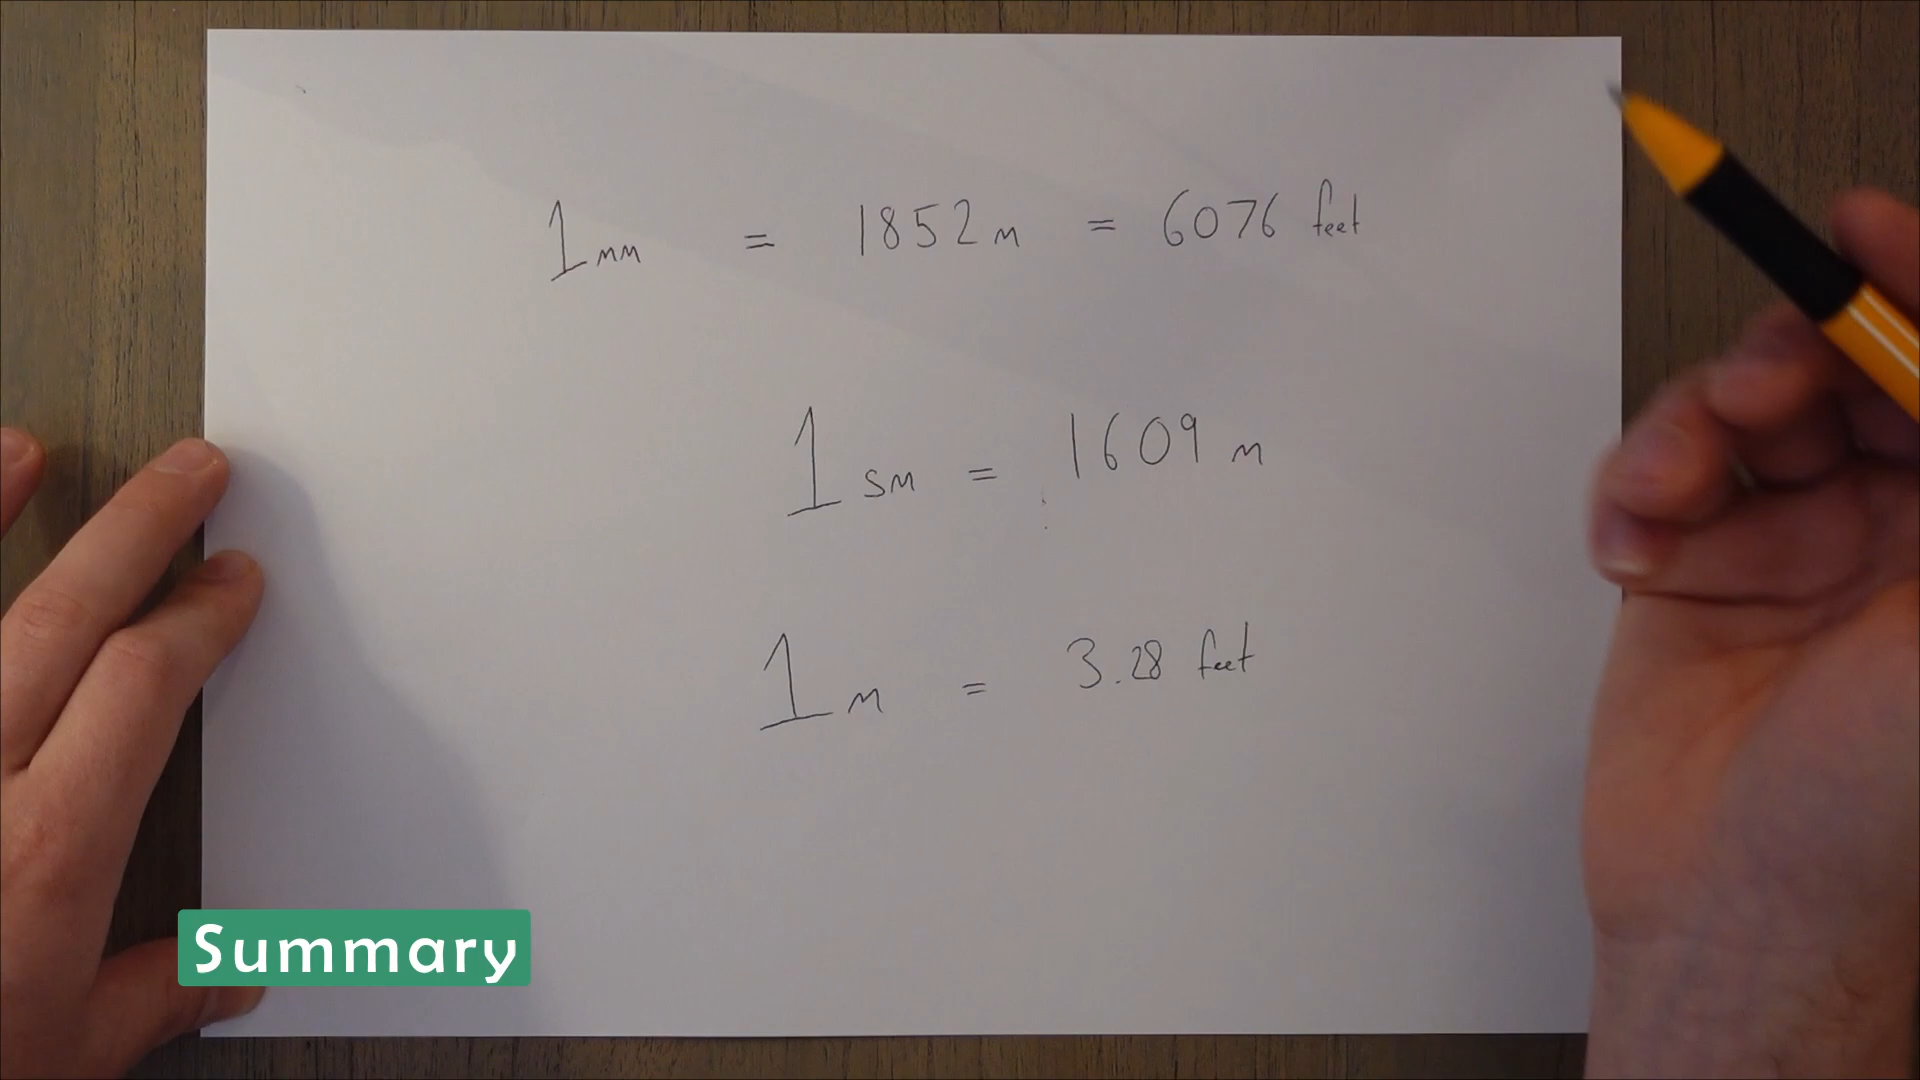 1 nm = 1852 m = 6076 feet
1 sm = 1609 m
1 m = 3.28 feet
Summary